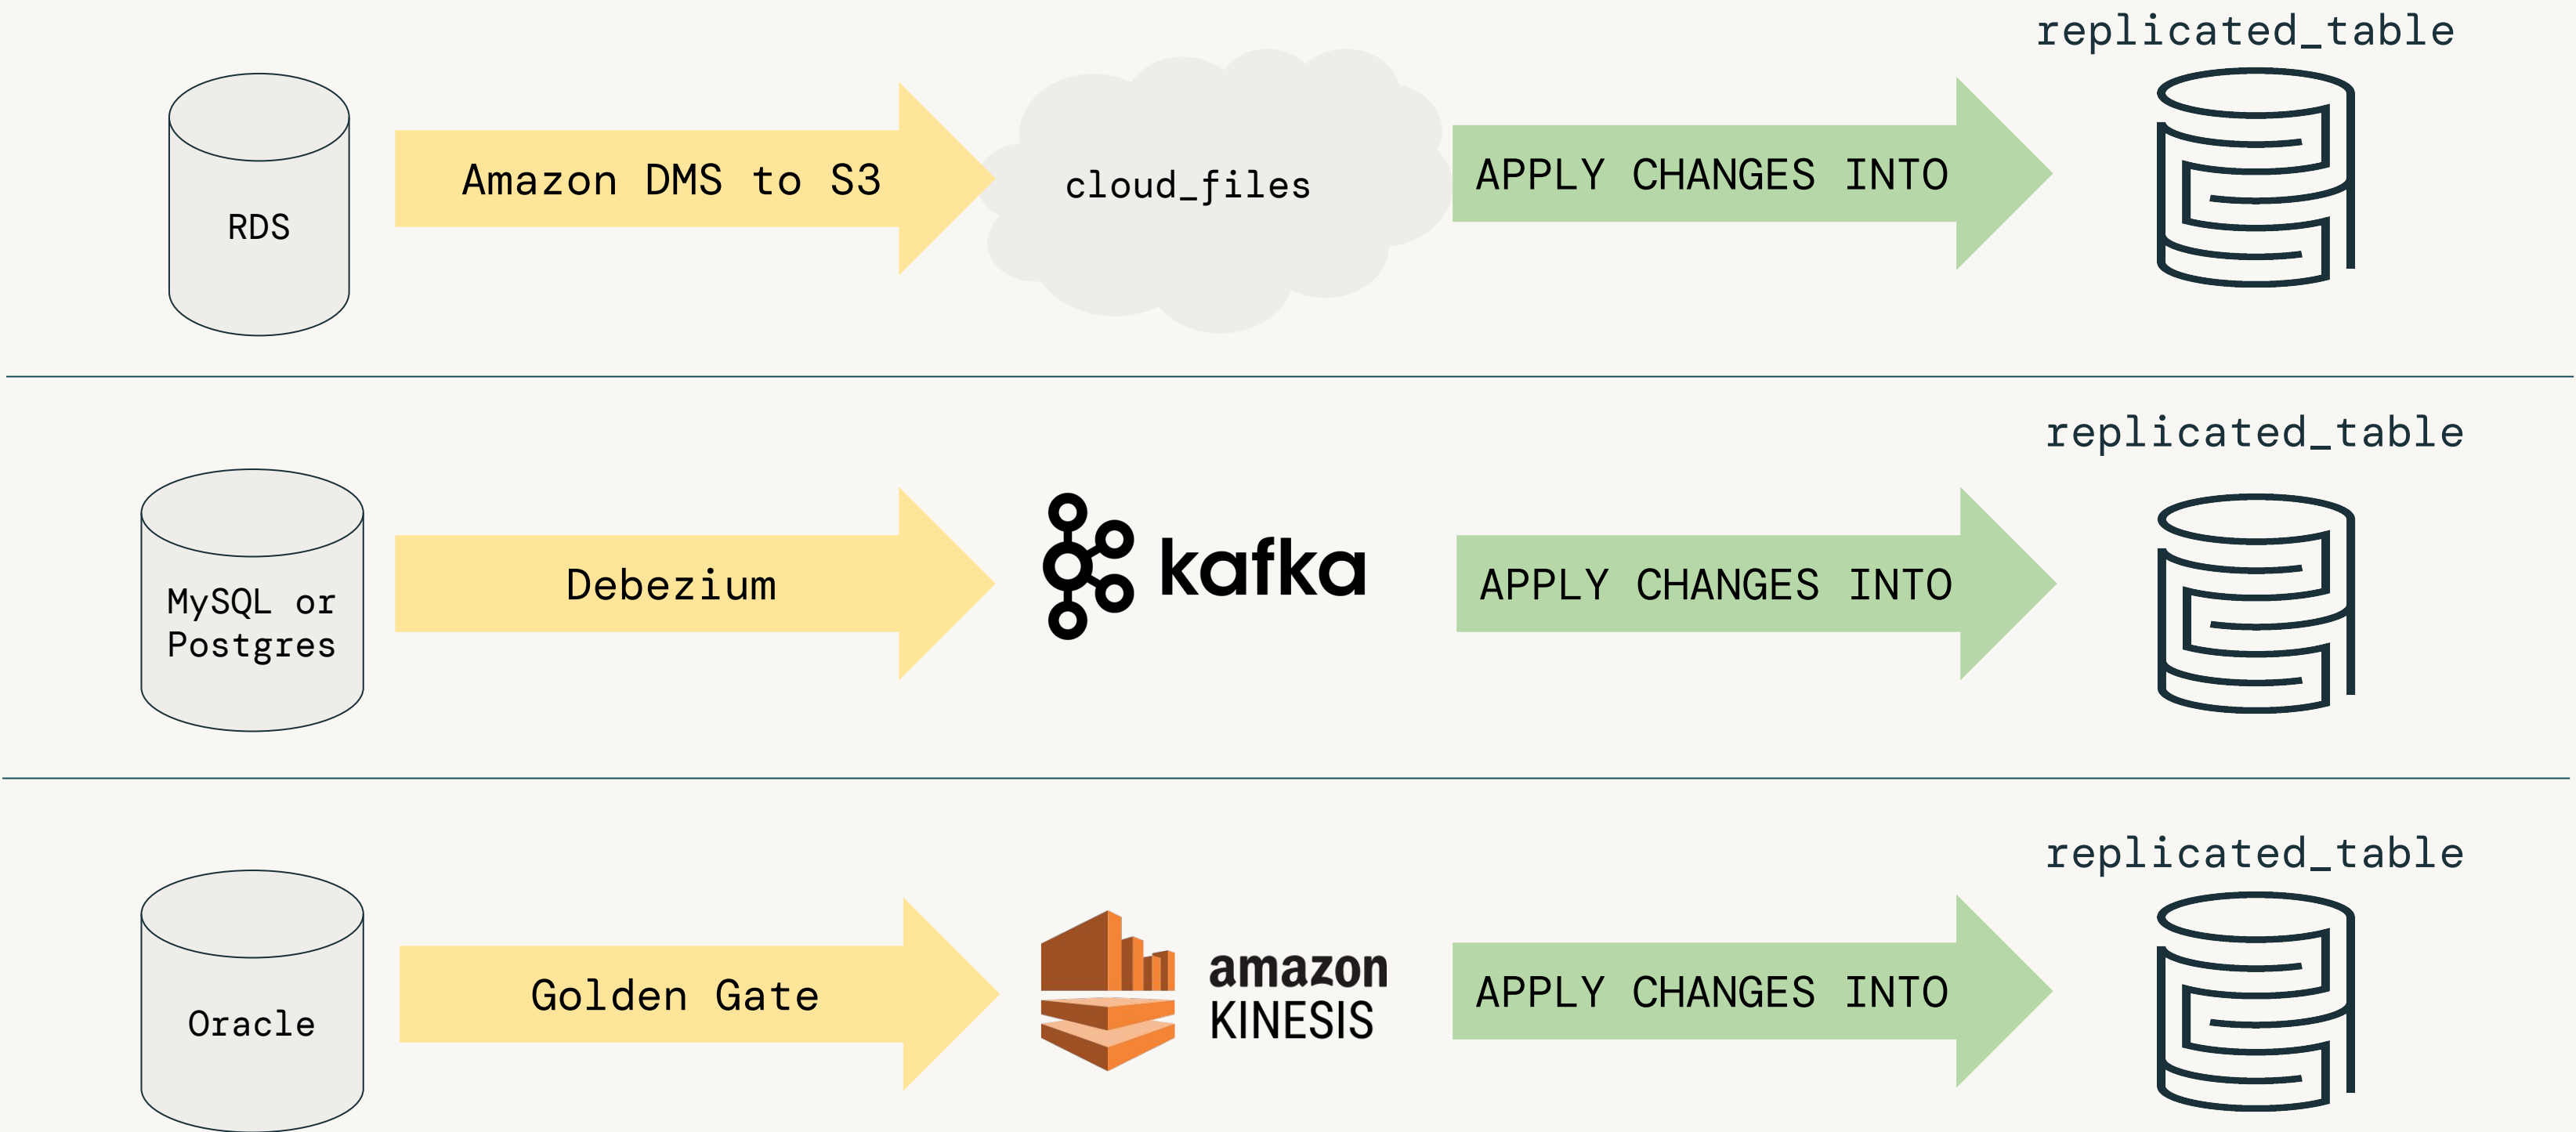 replicated_table
RDS
Amazon DMS to S3
cloud_files
APPLY CHANGES INTO
replicated_table
MySQL or
Postgres
Debezium
kafka
APPLY CHANGES INTO
replicated_table
Oracle
Golden Gate
amazon
KINESIS
APPLY CHANGES INTO